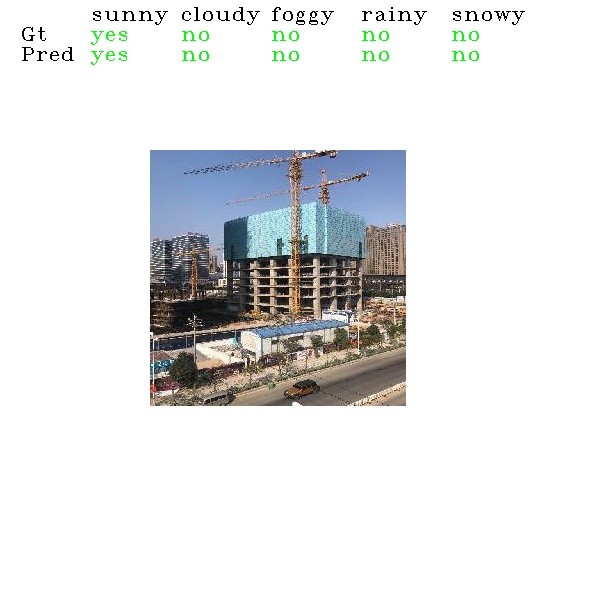 sunny cloudy foggy rainy snowy
Gt yes no no no no
Pred yes no no no no